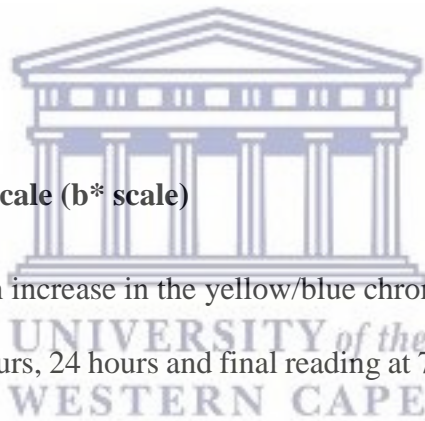 cale (b* scale)
n increase in the yellow/blue chron
UNIVERSITY of the
urs, 24 hours and final reading at 7
WESTERN CAPE